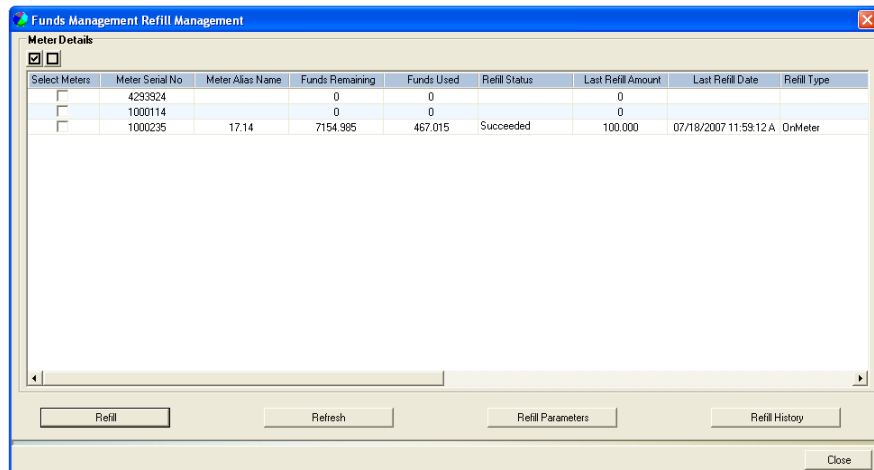 Funds Management Refill Management
Meter Details
Select Meters Meter Serial No Meter Alias Name Funds Remaining Funds Used Refill Status Last Refill Amount Last Refill Date Refill Type
4293924 0 0 0
1000114 0 0 0
1000235 17.14 7154.985 467.015 Succeeded 100.000 07/18/2007 11:59:12 A OnMeter
Refill Refresh Refill Parameters Refill History
Close